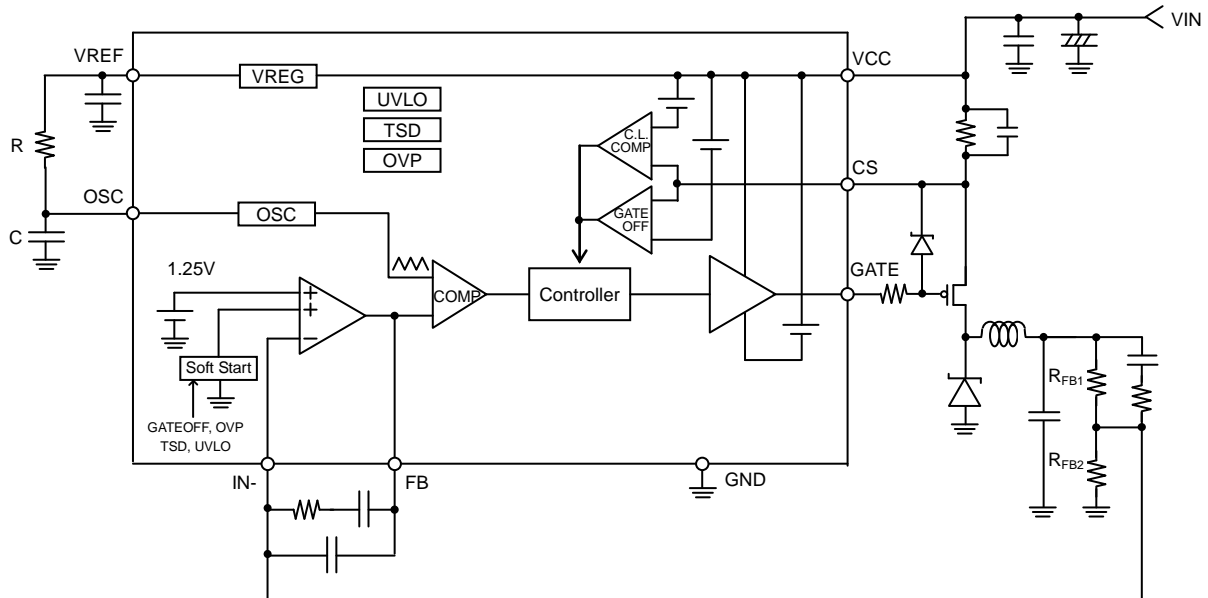 VIN
VREF
VCC
VREG
UVLO
TSD
OVP
C.L.
COMP
R
CS
OSC
OSC
GATE
OFF
C
1.25V
GATE
COMP
Controller
Soft Start
RFB1
GATEOFF, OVP
TSD, UVLO
RFB2
IN-
FB
GND